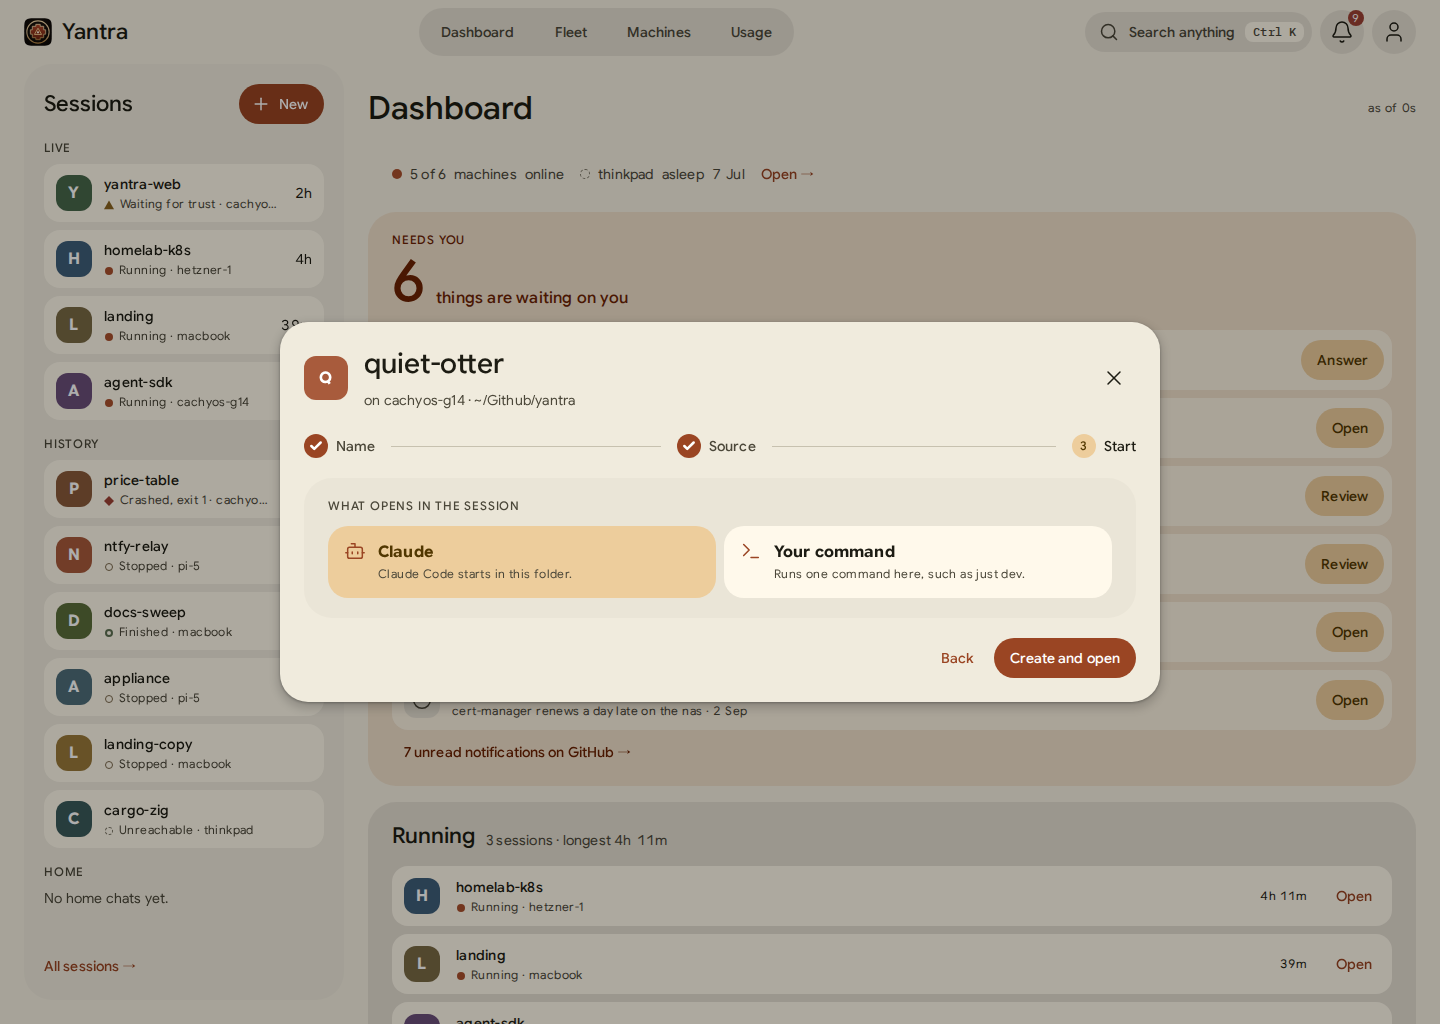 Yantra
Dashboard
Fleet
Machines
Usage
Search anything
Ctrl K
9
Sessions
New
LIVE
Y
yantra-web
Waiting for trust · cachyo...
2h
H
homelab-k8s
Running · hetzner-1
4h
L
landing
Running · macbook
A
agent-sdk
Running · cachyos-g14
HISTORY
P
price-table
Crashed, exit 1 · cachyo...
N
ntfy-relay
Stopped · pi-5
D
docs-sweep
Finished · macbook
A
appliance
Stopped · pi-5
L
landing-copy
Stopped · macbook
C
cargo-zig
Unreachable · thinkpad
HOME
No home chats yet.
All sessions →
Dashboard
as of 0s
5 of 6 machines online
thinkpad asleep 7 Jul
Open →
NEEDS YOU
6 things are waiting on you
Answer
Open
Review
Review
Open
Open
cert-manager renews a day late on the nas · 2 Sep
7 unread notifications on GitHub →
Q
quiet-otter
on cachyos-g14 · ~/Github/yantra
Name
Source
3
Start
WHAT OPENS IN THE SESSION
Claude
Claude Code starts in this folder.
Your command
Runs one command here, such as just dev.
Back
Create and open
Running
3 sessions · longest 4h 11m
H
homelab-k8s
Running · hetzner-1
4h 11m
Open
L
landing
Running · macbook
39m
Open
agent-sdk